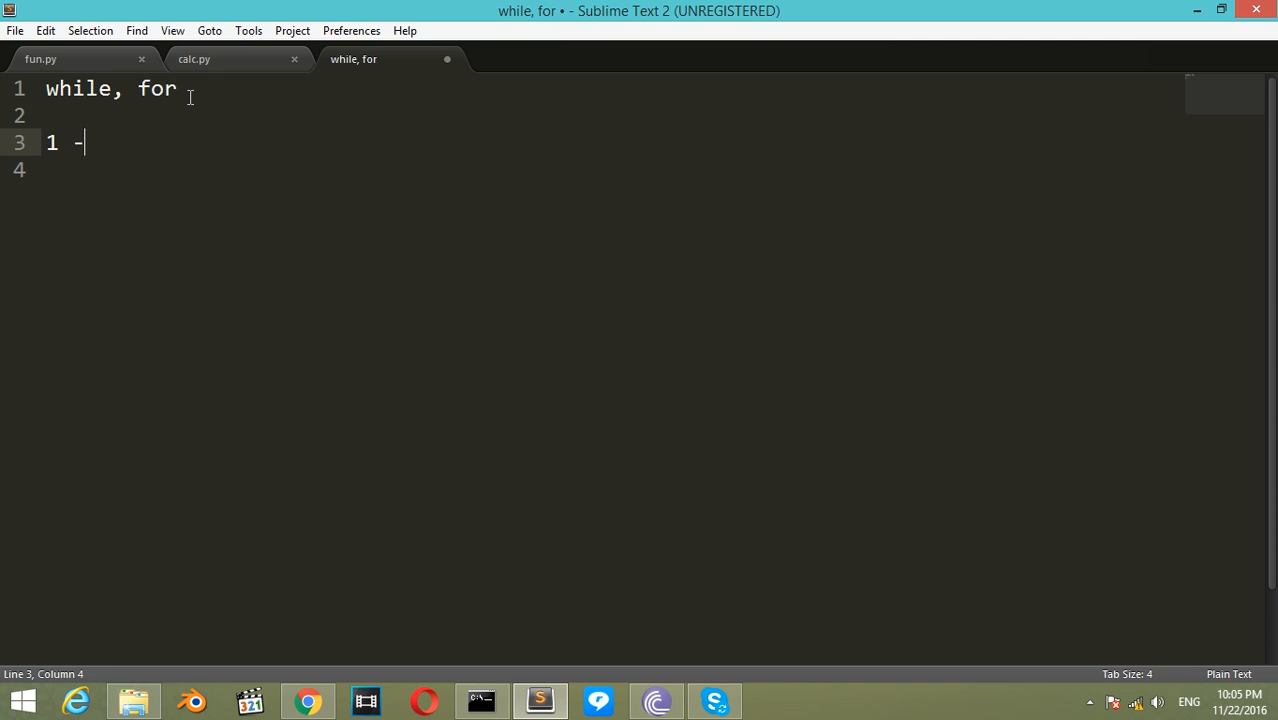 while, for • - Sublime Text 2 (UNREGISTERED)
File Edit Selection Find View Goto Tools Project Preferences Help
fun.py calc.py while, for
1 while, for
2
3 1 -
4
Line 3, Column 4 Tab Size: 4 Plain Text
321
C:\
ENG
10:05 PM
11/22/2016